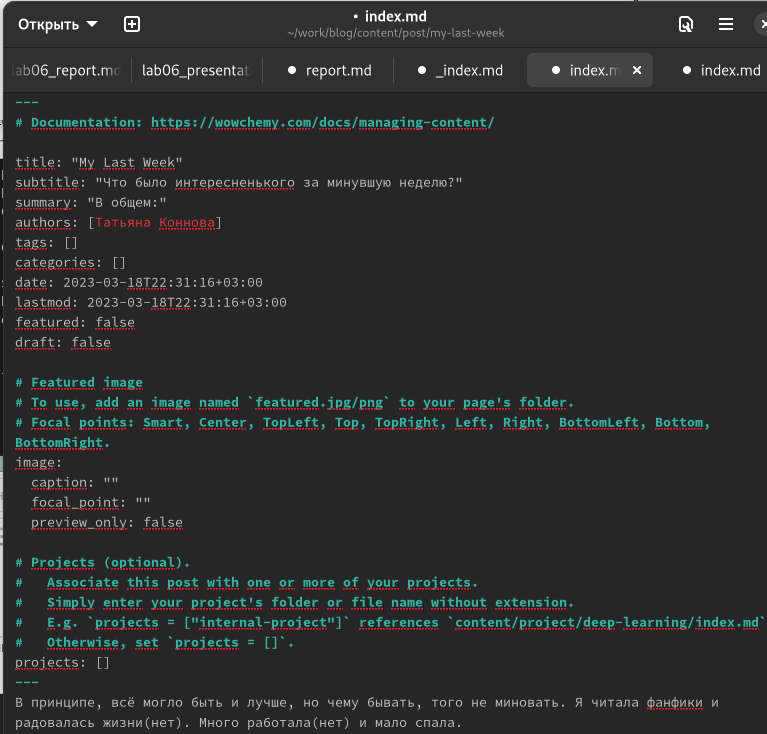 Открыть
• index.md
~/work/blog/content/post/my-last-week
lab06_report.md
lab06_presentat
report.md
_index.md
index.m
index.md
---
# Documentation: https://wowchemy.com/docs/managing-content/
title: "My Last Week"
subtitle: "Что было интересненького за минувшую неделю?"
summary: "В общем:"
authors: [Татьяна Коннова]
tags: []
categories: []
date: 2023-03-18T22:31:16+03:00
lastmod: 2023-03-18T22:31:16+03:00
featured: false
draft: false
# Featured image
# To use, add an image named `featured.jpg/png` to your page's folder.
# Focal points: Smart, Center, TopLeft, Top, TopRight, Left, Right, BottomLeft, Bottom,
BottomRight.
image:
caption: ""
focal_point: ""
preview_only: false
# Projects (optional).
# Associate this post with one or more of your projects.
# Simply enter your project's folder or file name without extension.
# E.g. `projects = ["internal-project"]` references `content/project/deep-learning/index.md`
# Otherwise, set `projects = []`.
projects: []
---
В принципе, всё могло быть и лучше, но чему бывать, того не миновать. Я читала фанфики и
радовалась жизни(нет). Много работала(нет) и мало спала.